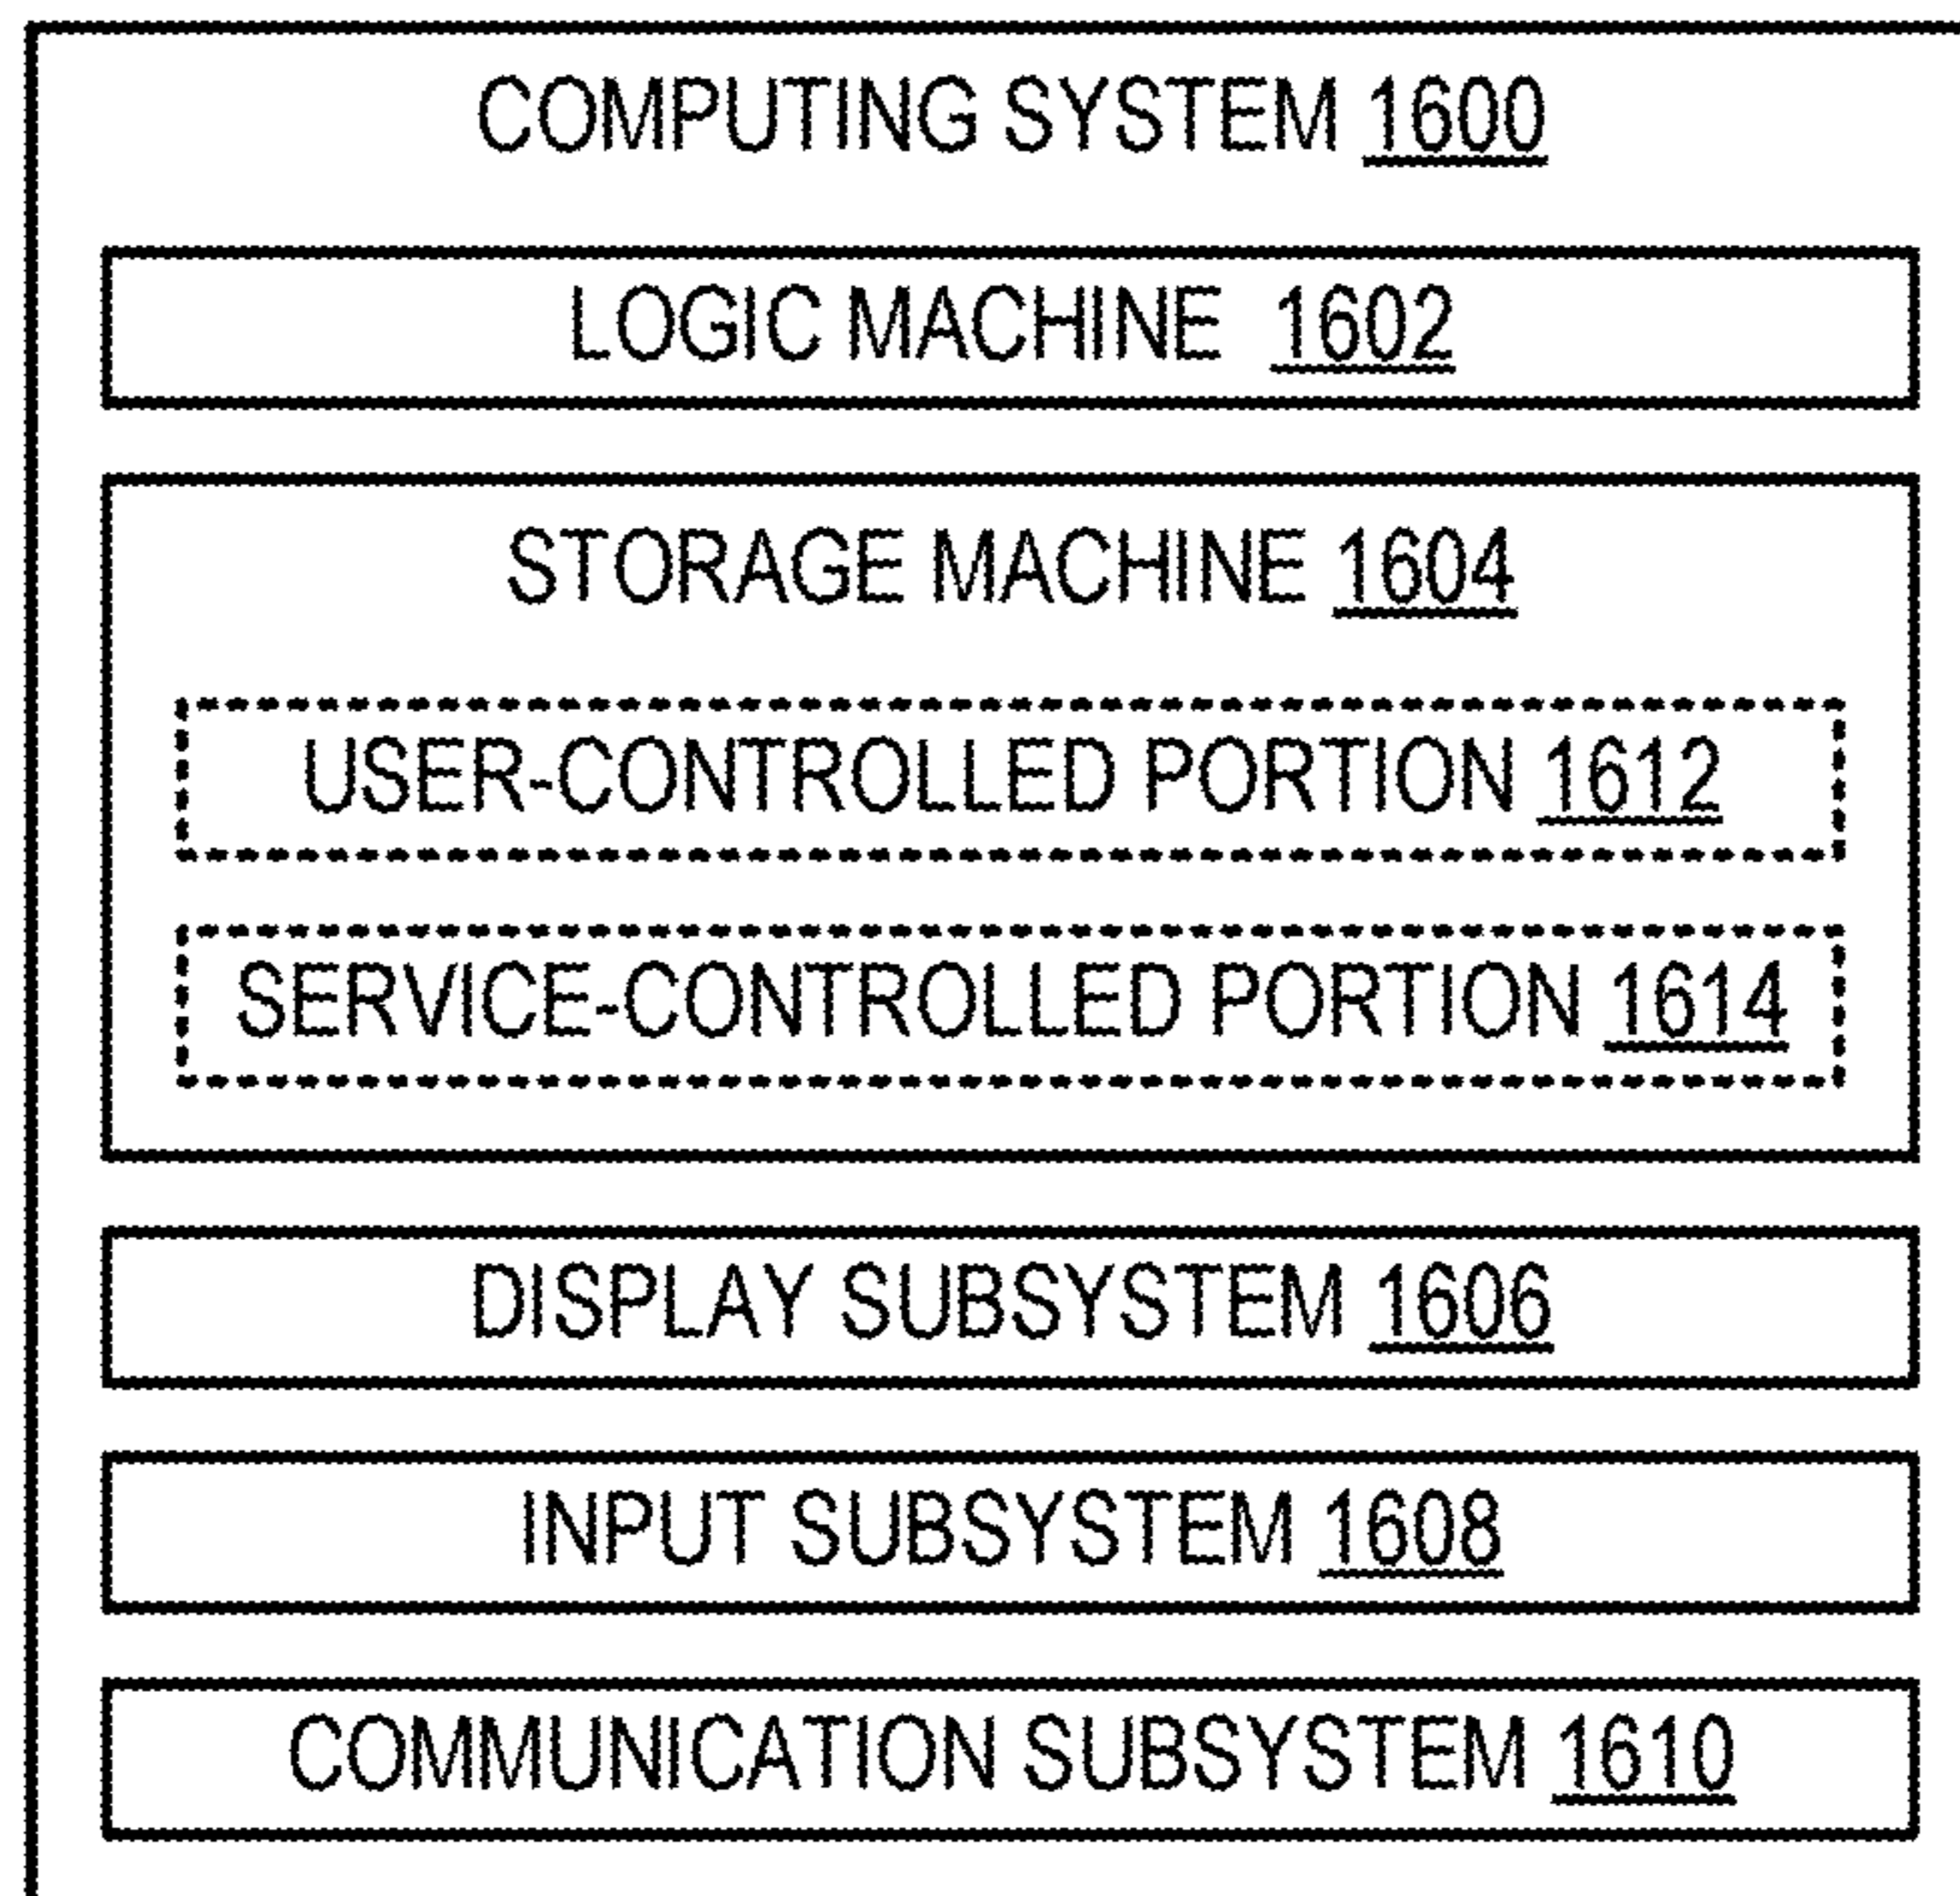 COMPUTING SYSTEM 1600
LOGIC MACHINE 1602
STORAGE MACHINE 1604
USER-CONTROLLED PORTION 1612
SERVICE-CONTROLLED PORTION 1614
DISPLAY SUBSYSTEM 1606
INPUT SUBSYSTEM 1608
COMMUNICATION SUBSYSTEM 1610